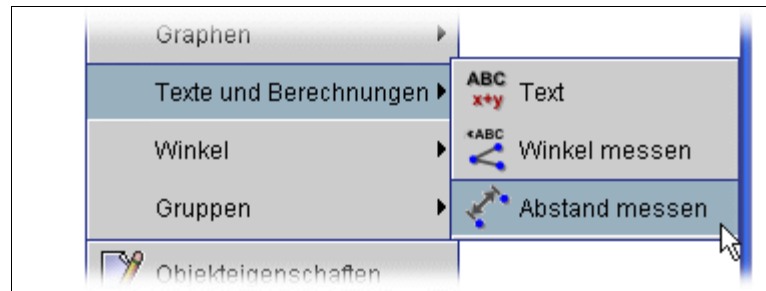 Graphen
Texte und Berechnungen
ABC
x+y
Text
Winkel
<ABC
Winkel messen
Gruppen
Abstand messen
Objekteigenschaften